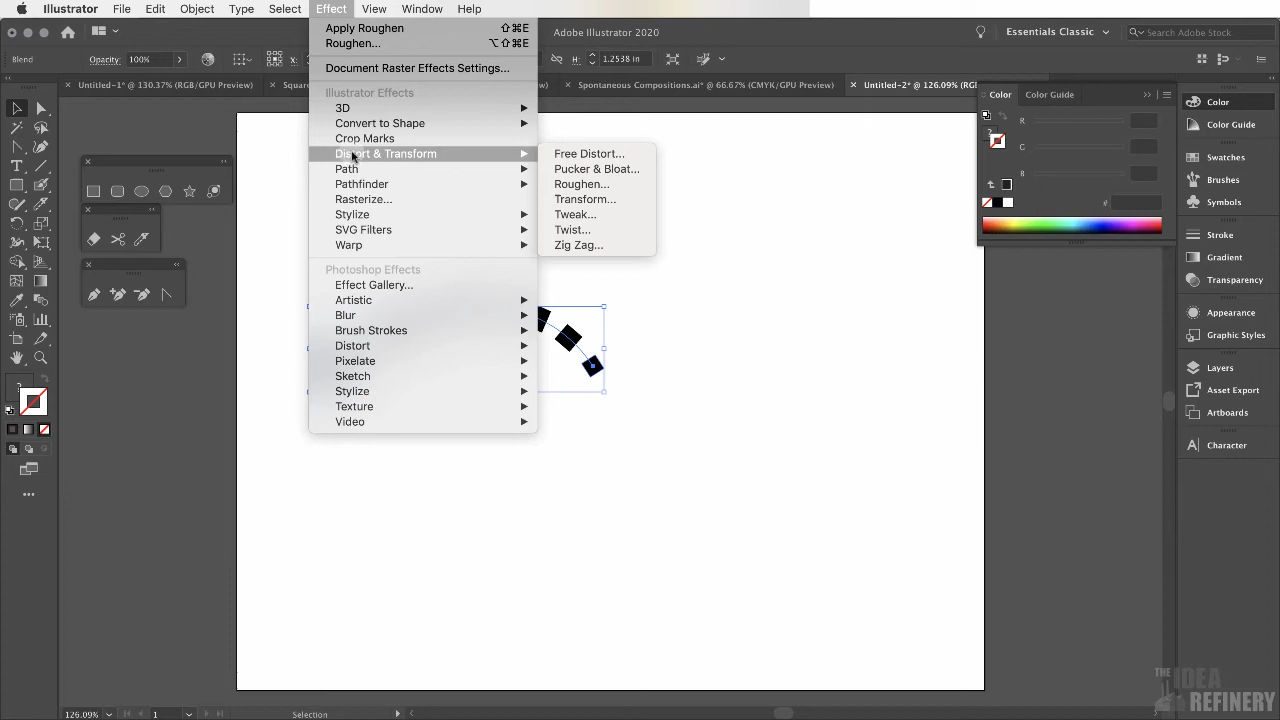 Illustrator File Edit Object Type Select Effect View Window Help
Adobe Illustrator 2020
Essentials Classic
Search Adobe Stock
Blend Opacity: 100% H: 1.2538 in
Untitled-1* @ 130.37% (RGB/GPU Preview)
Spontaneous Compositions.ai* @ 66.67% (CMYK/GPU Preview)
Untitled-2* @ 126.09% (RGB/GPU Preview)
Apply Roughen ⇧⌘E
Roughen... ⌥⇧⌘E
Document Raster Effects Settings...
Illustrator Effects
3D
Convert to Shape
Crop Marks
Distort & Transform
Path
Pathfinder
Rasterize...
Stylize
SVG Filters
Warp
Photoshop Effects
Effect Gallery...
Artistic
Blur
Brush Strokes
Distort
Pixelate
Sketch
Stylize
Texture
Video
Free Distort...
Pucker & Bloat...
Roughen...
Transform...
Tweak...
Twist...
Zig Zag...
Color Color Guide
R
G
B
#
Color
Color Guide
Swatches
Brushes
Symbols
Stroke
Gradient
Transparency
Appearance
Graphic Styles
Layers
Asset Export
Artboards
Character
126.09% 1 Selection
THE
IDEA
REFINERY